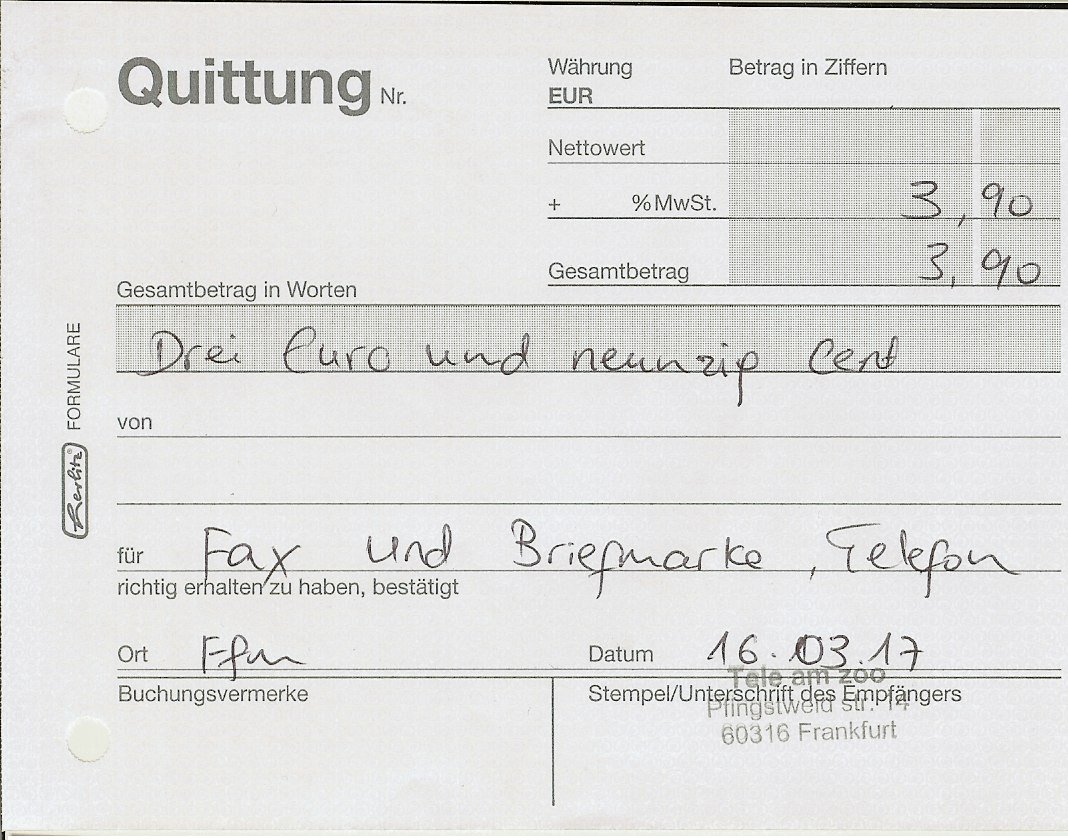 Quittung Nr.
Währung
EUR
Betrag in Ziffern
Nettowert
+ % MwSt. 3,90
Gesamtbetrag 3,90
Gesamtbetrag in Worten
Drei Euro und neunzig Cent
von
für Fax und Briefmarke, Telefon
richtig erhalten zu haben, bestätigt
Ort Ffm
Datum 16.03.17
Buchungsvermerke
Stempel/Unterschrift des Empfängers
Tele am zoo
Pfingstweid str. 14
60316 Frankfurt
herlitz FORMULARE